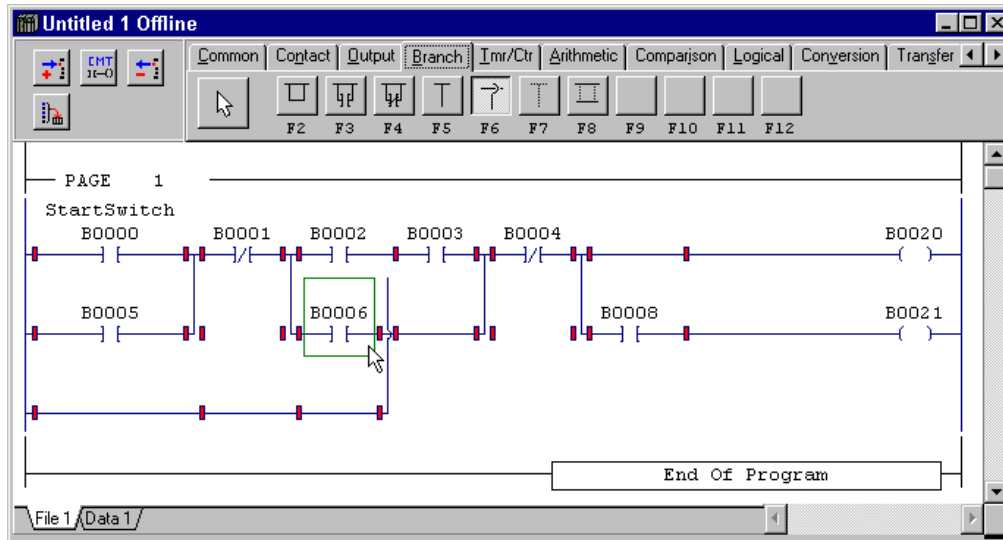 Untitled 1 Offline
CMT
Common Contact Output Branch Tmr/Ctr Arithmetic Comparison Logical Conversion Transfer
F2 F3 F4 F5 F6 F7 F8 F9 F10 F11 F12
PAGE 1
StartSwitch
B0000 B0001 B0002 B0003 B0004 B0020
B0005 B0006 B0008 B0021
End Of Program
File 1 Data 1